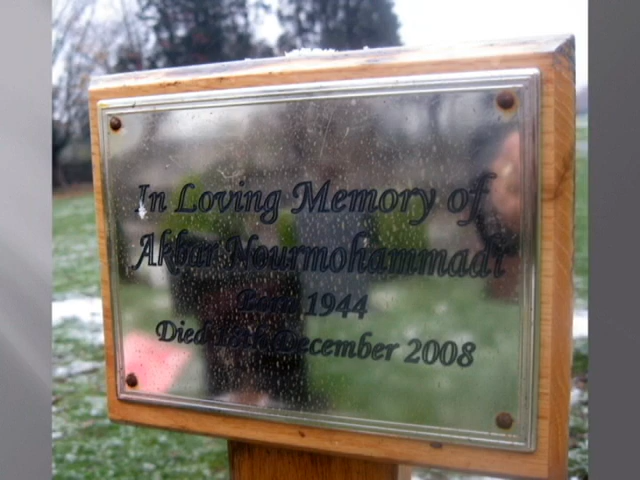 In Loving Memory of
Akbar Nourmohammadi
Born 1944
Died December 2008